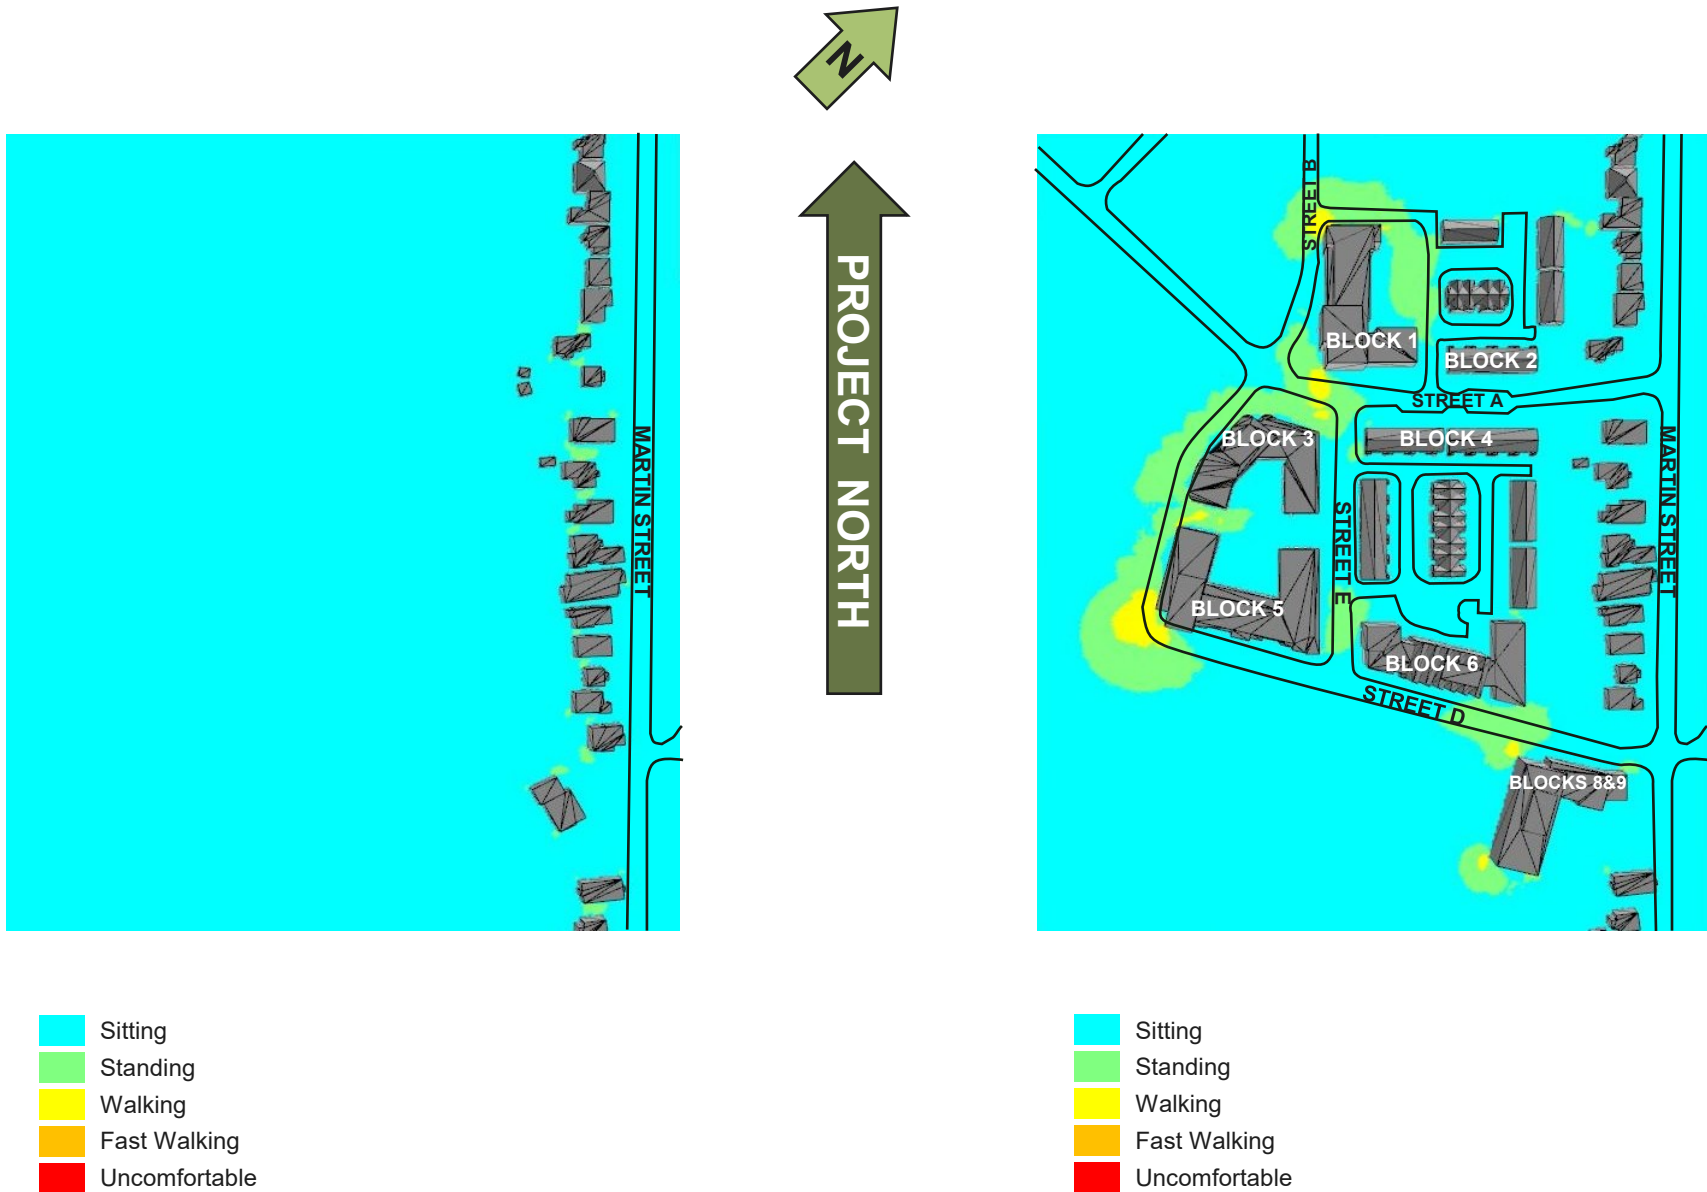 N
PROJECT NORTH
MARTIN STREET
STREET B
BLOCK 1
BLOCK 2
STREET A
BLOCK 3
BLOCK 4
MARTIN STREET
STREET E
BLOCK 5
BLOCK 6
STREET D
BLOCKS 8&9
Sitting
Standing
Walking
Fast Walking
Uncomfortable
Sitting
Standing
Walking
Fast Walking
Uncomfortable